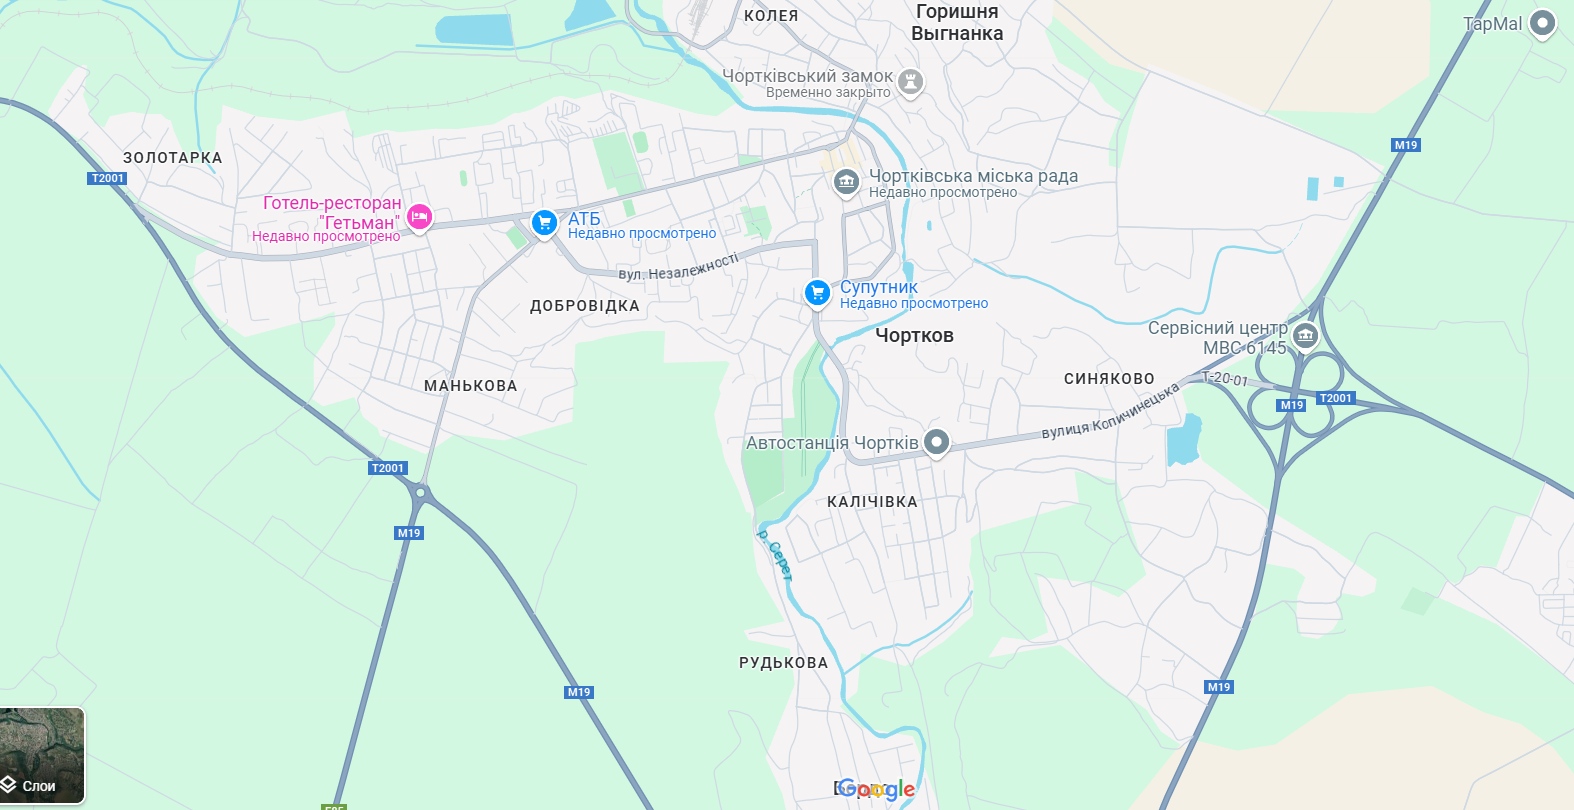 КОЛЕЯ
Горишня
Выгнанка
TapMal
Чортківський замок
Временно закрыто
M19
ЗОЛОТАРКА
T2001
Чортківська міська рада
Недавно просмотрено
Готель-ресторан
"Гетьман"
Недавно просмотрено
АТБ
Недавно просмотрено
вул. Незалежності
Супутник
Недавно просмотрено
ДОБРОВІДКА
Чортков
Сервісний центр
МВС 6145
МАНЬКОВА
СИНЯКОВО
Т-20-01
T2001
M19
вулиця Копичинецька
Автостанція Чортків
T2001
КАЛІЧІВКА
M19
р. Серет
РУДЬКОВА
M19
M19
Слои
Google